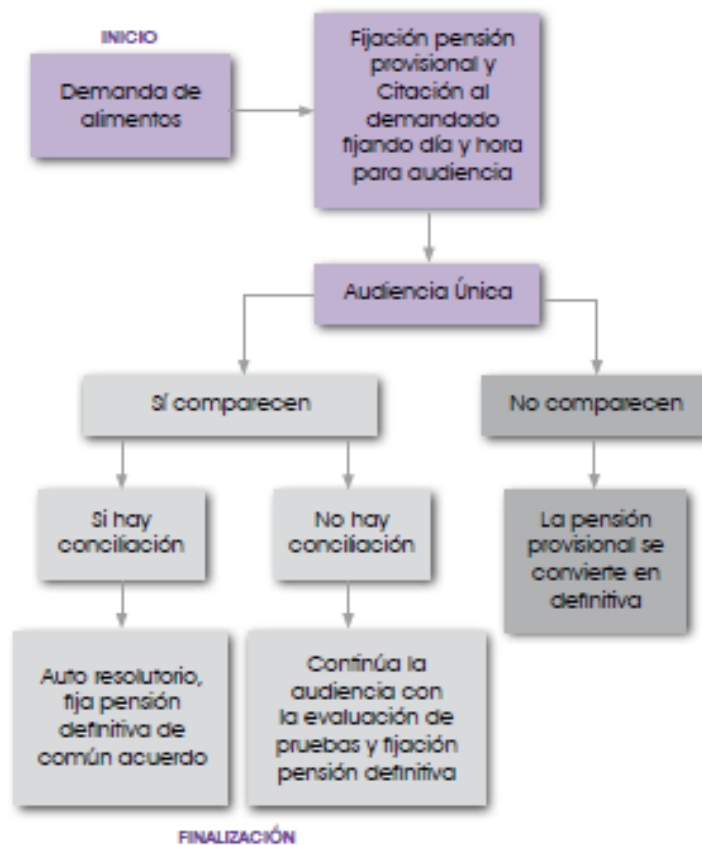 INICIO
Demanda de
alimentos
Fijación pensión
provisional y
Citación al
demandado
fijando día y hora
para audiencia
Audiencia Única
Sí comparecen
No comparecen
Si hay
conciliación
No hay
conciliación
La pensión
provisional se
convierte en
definitiva
Auto resolutorio,
fija pensión
definitiva de
común acuerdo
Continúa la
audiencia con
la evaluación de
pruebas y fijación
pensión definitiva
FINALIZACIÓN